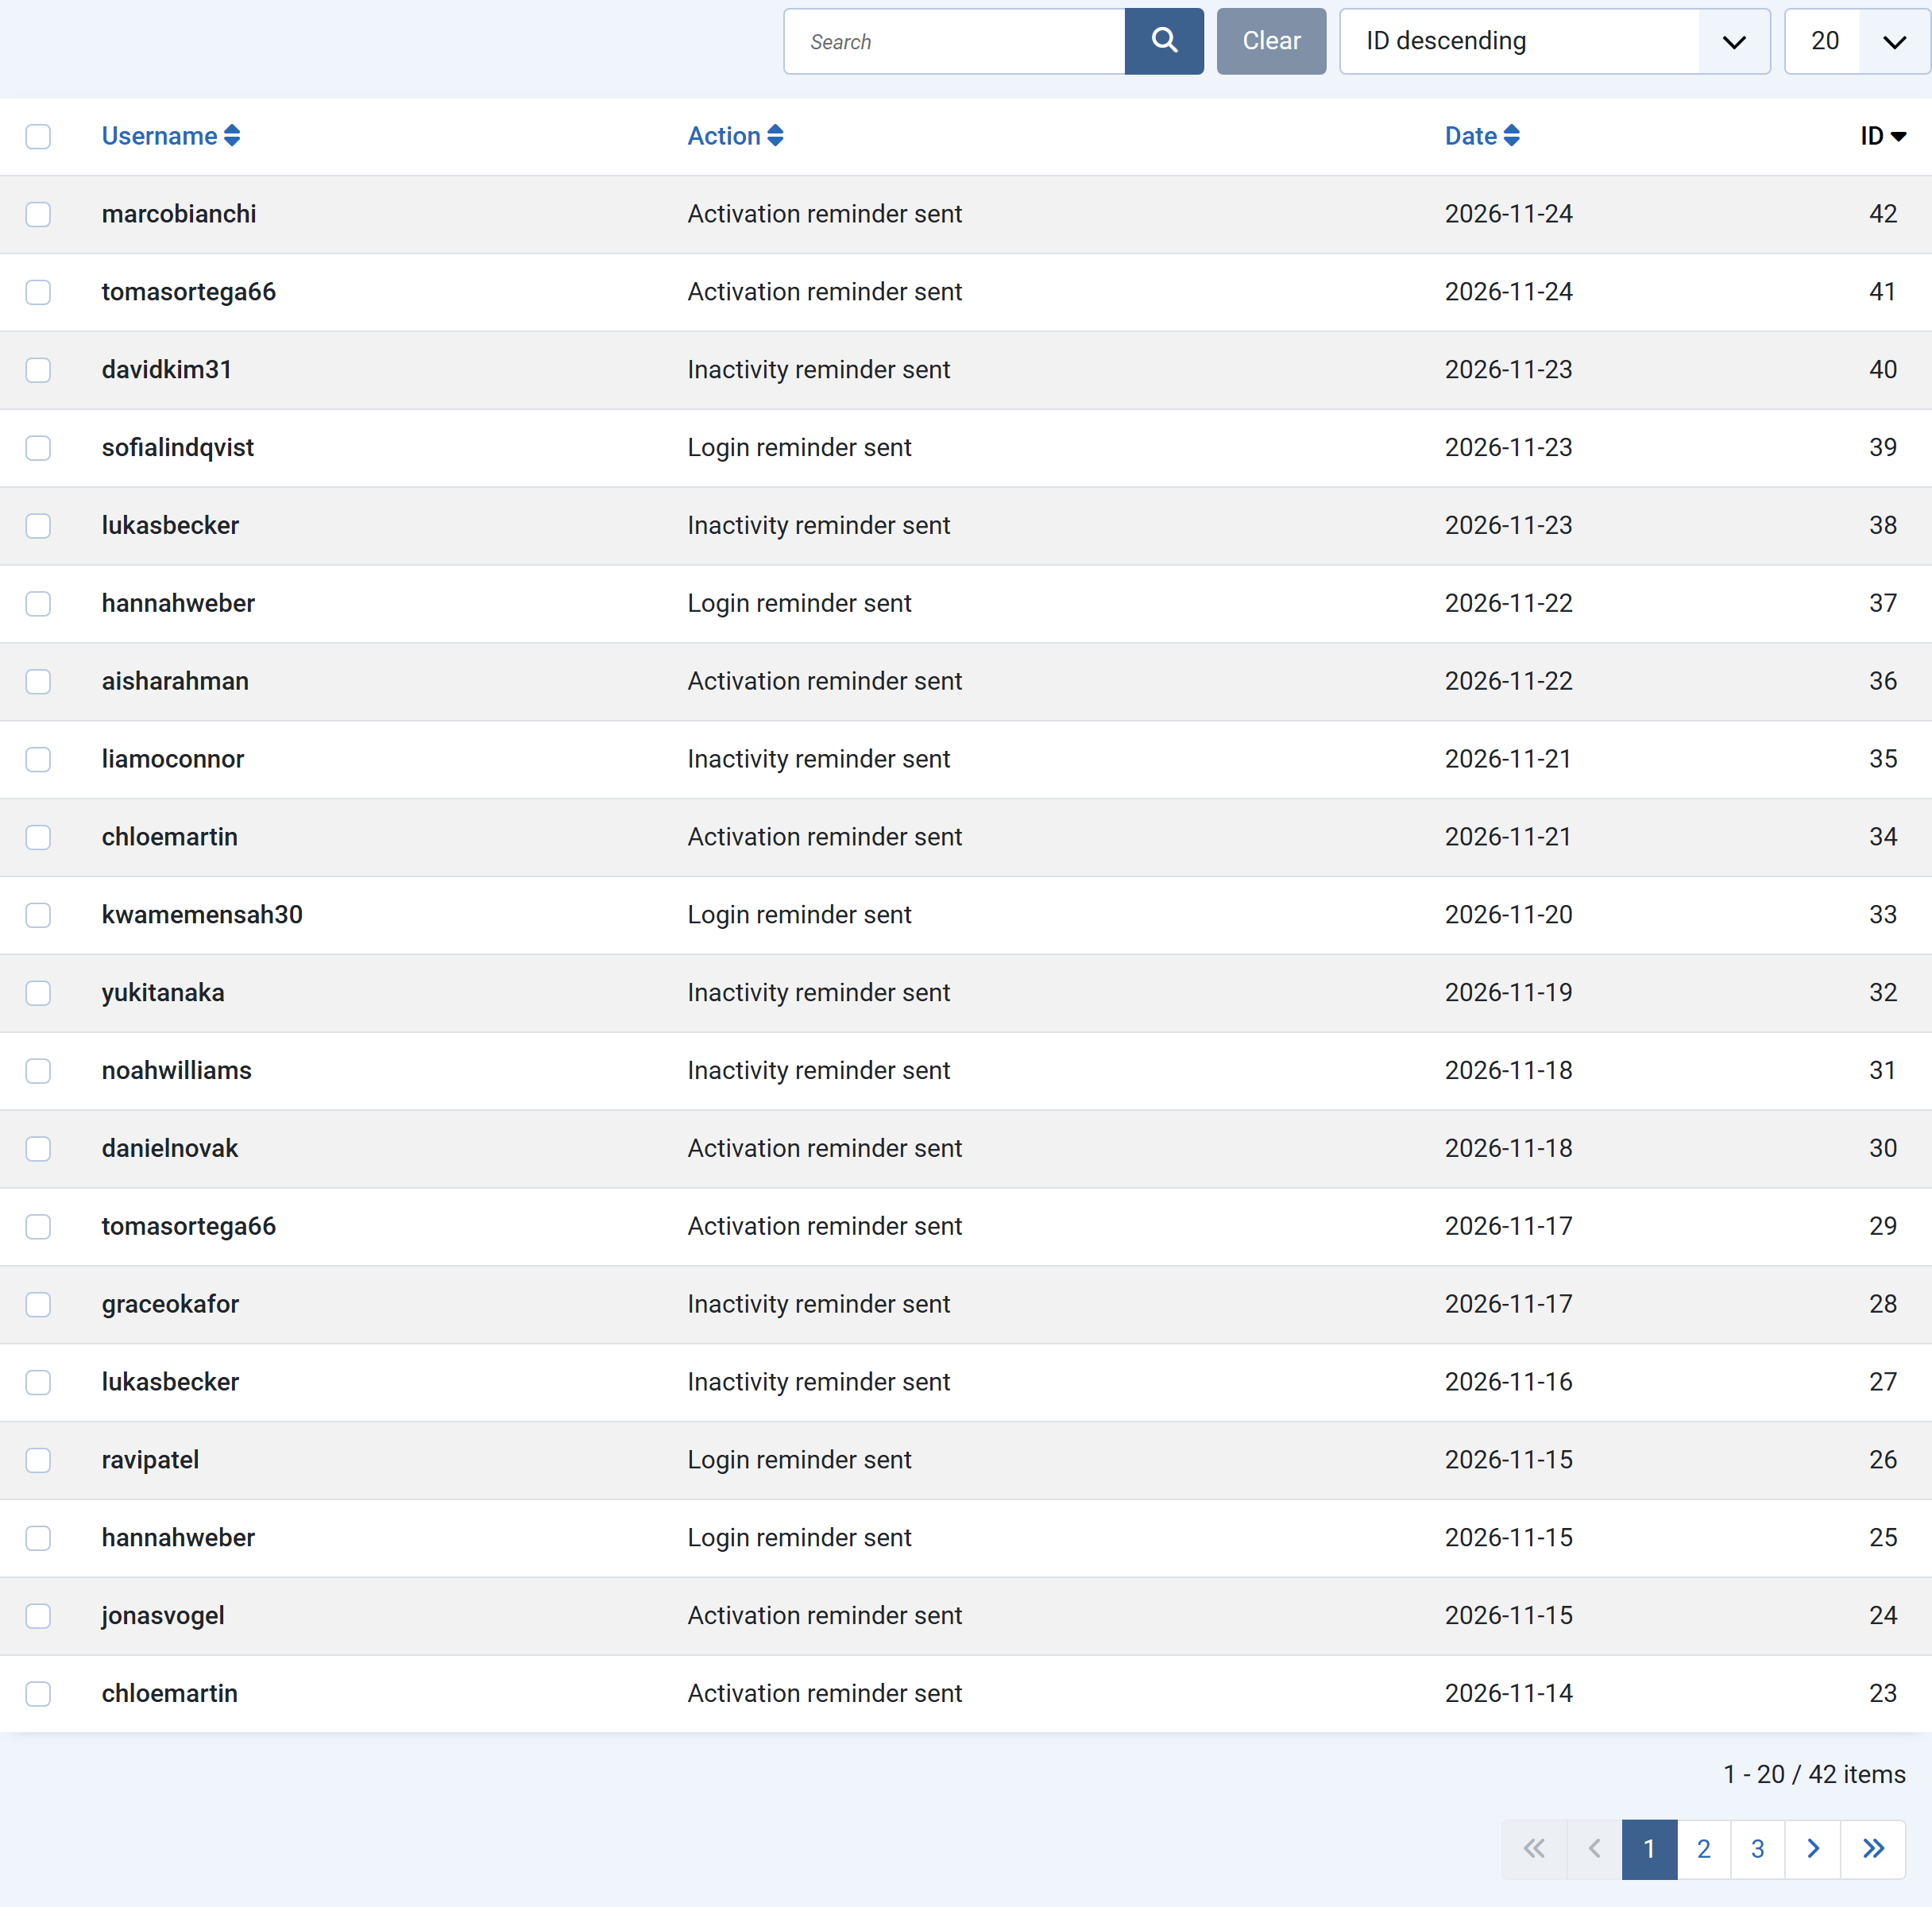 Search Clear ID descending 20
Username Action Date ID
marcobianchi Activation reminder sent 2026-11-24 42
tomasortega66 Activation reminder sent 2026-11-24 41
davidkim31 Inactivity reminder sent 2026-11-23 40
sofialindqvist Login reminder sent 2026-11-23 39
lukasbecker Inactivity reminder sent 2026-11-23 38
hannahweber Login reminder sent 2026-11-22 37
aisharahman Activation reminder sent 2026-11-22 36
liamoconnor Inactivity reminder sent 2026-11-21 35
chloemartin Activation reminder sent 2026-11-21 34
kwamemensah30 Login reminder sent 2026-11-20 33
yukitanaka Inactivity reminder sent 2026-11-19 32
noahwilliams Inactivity reminder sent 2026-11-18 31
danielnovak Activation reminder sent 2026-11-18 30
tomasortega66 Activation reminder sent 2026-11-17 29
graceokafor Inactivity reminder sent 2026-11-17 28
lukasbecker Inactivity reminder sent 2026-11-16 27
ravipatel Login reminder sent 2026-11-15 26
hannahweber Login reminder sent 2026-11-15 25
jonasvogel Activation reminder sent 2026-11-15 24
chloemartin Activation reminder sent 2026-11-14 23
1 - 20 / 42 items
1 2 3